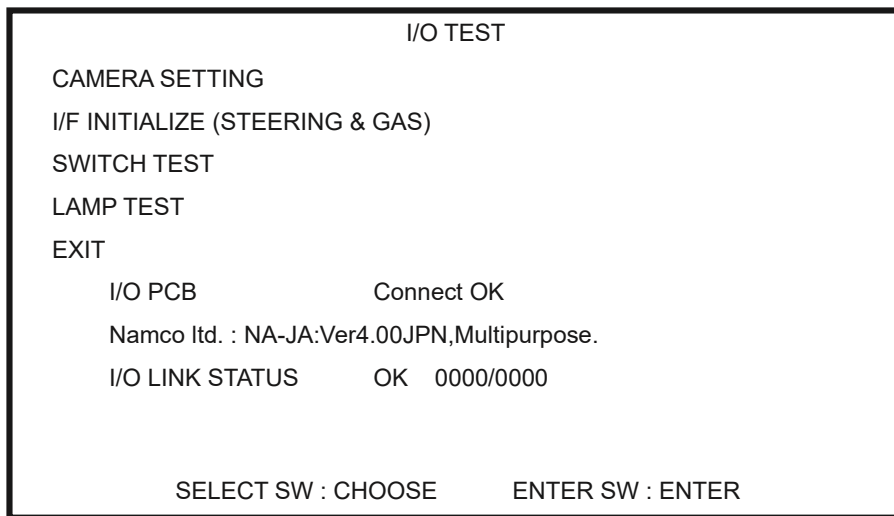 I/O TEST
CAMERA SETTING
I/F INITIALIZE (STEERING & GAS)
SWITCH TEST
LAMP TEST
EXIT
I/O PCB Connect OK
Namco ltd. : NA-JA:Ver4.00JPN,Multipurpose.
I/O LINK STATUS OK 0000/0000
SELECT SW : CHOOSE ENTER SW : ENTER